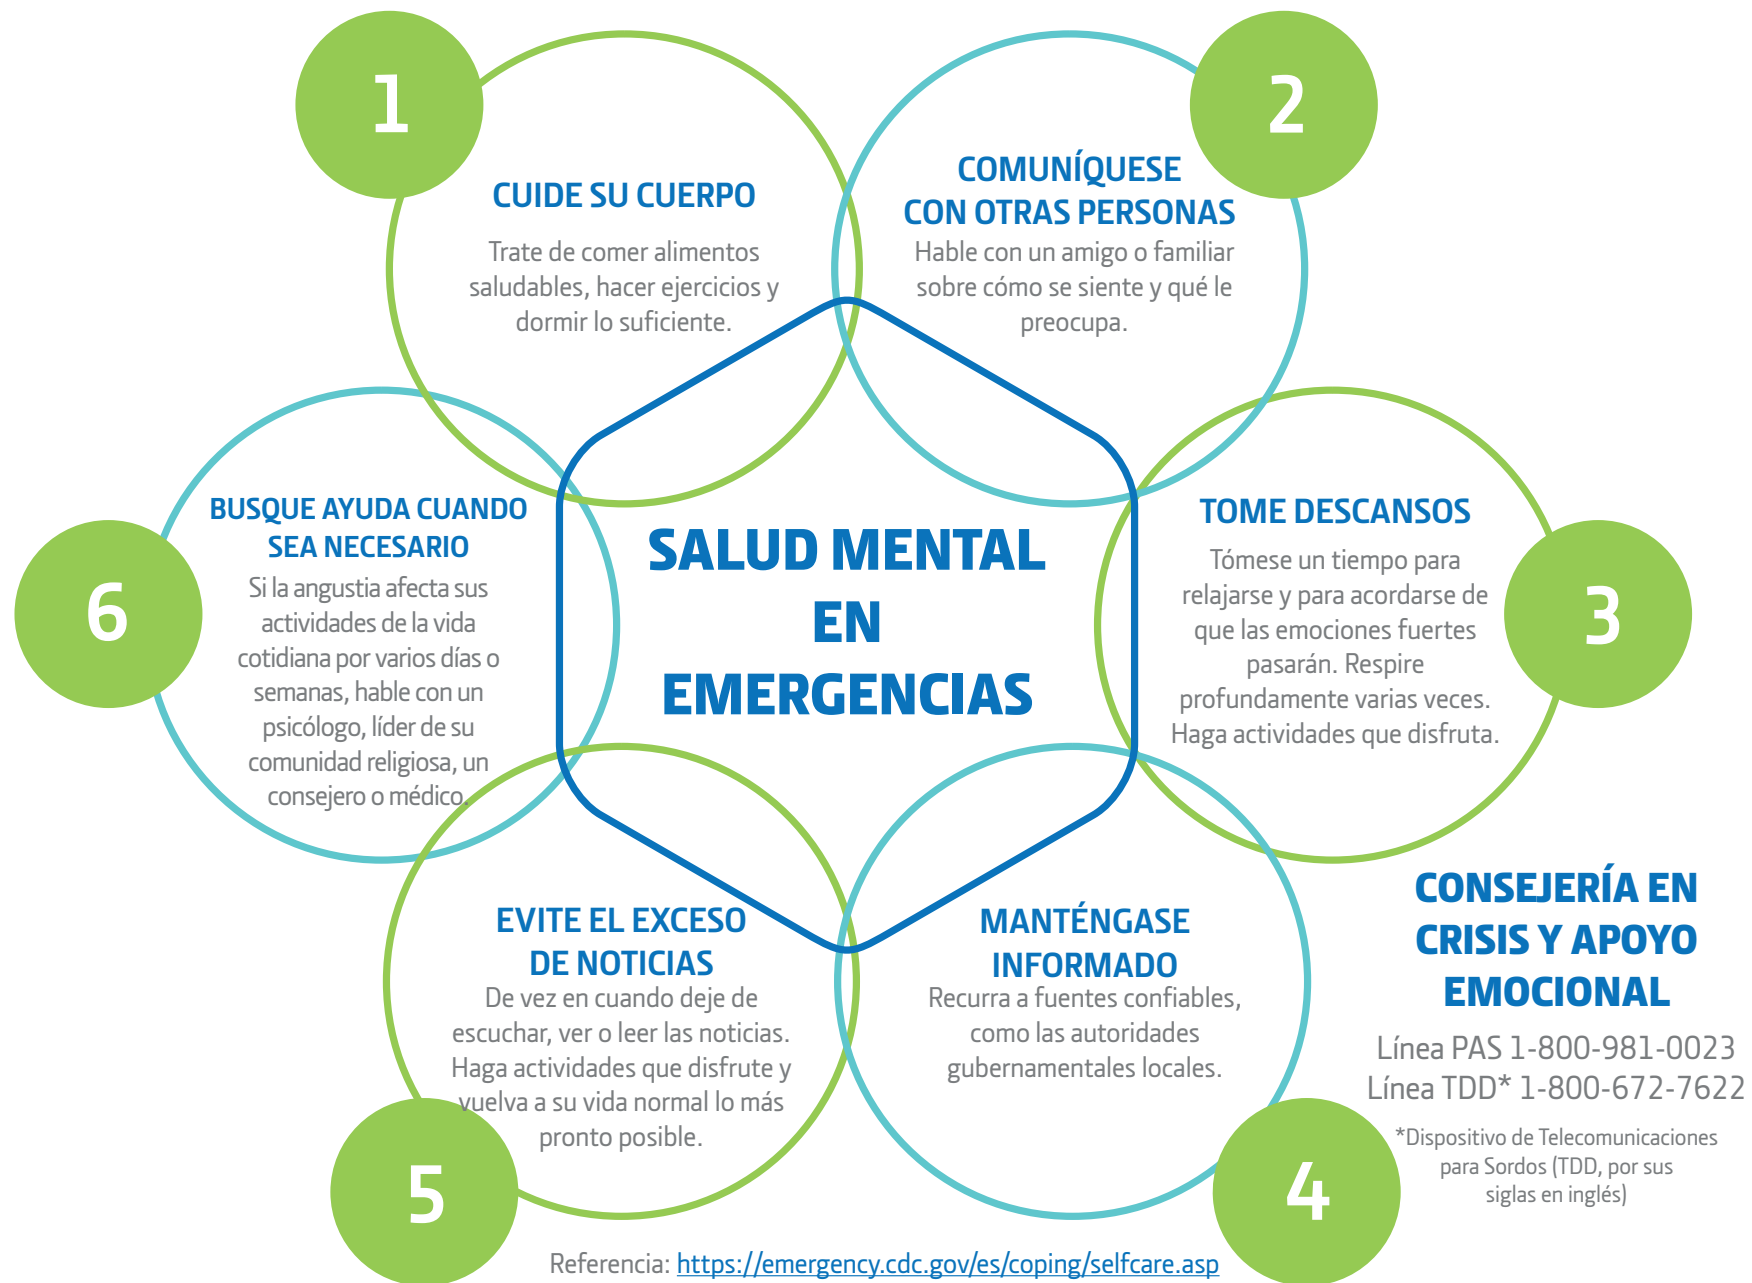 1
CUIDE SU CUERPO
Trate de comer alimentos
saludables, hacer ejercicios y
dormir lo suficiente.
2
COMUNÍQUESE
CON OTRAS PERSONAS
Hable con un amigo o familiar
sobre cómo se siente y qué le
preocupa.
SALUD MENTAL
EN
EMERGENCIAS
3
TOME DESCANSOS
Tómese un tiempo para
relajarse y para acordarse de
que las emociones fuertes
pasarán. Respire
profundamente varias veces.
Haga actividades que disfruta.
4
MANTÉNGASE
INFORMADO
Recurra a fuentes confiables,
como las autoridades
gubernamentales locales.
5
EVITE EL EXCESO
DE NOTICIAS
De vez en cuando deje de
escuchar, ver o leer las noticias.
Haga actividades que disfrute y
vuelva a su vida normal lo más
pronto posible.
6
BUSQUE AYUDA CUANDO
SEA NECESARIO
Si la angustia afecta sus
actividades de la vida
cotidiana por varios días o
semanas, hable con un
psicólogo, líder de su
comunidad religiosa, un
consejero o médico.
CONSEJERÍA EN
CRISIS Y APOYO
EMOCIONAL
Línea PAS 1-800-981-0023
Línea TDD* 1-800-672-7622
*Dispositivo de Telecomunicaciones
para Sordos (TDD, por sus
siglas en inglés)
Referencia: https://emergency.cdc.gov/es/coping/selfcare.asp